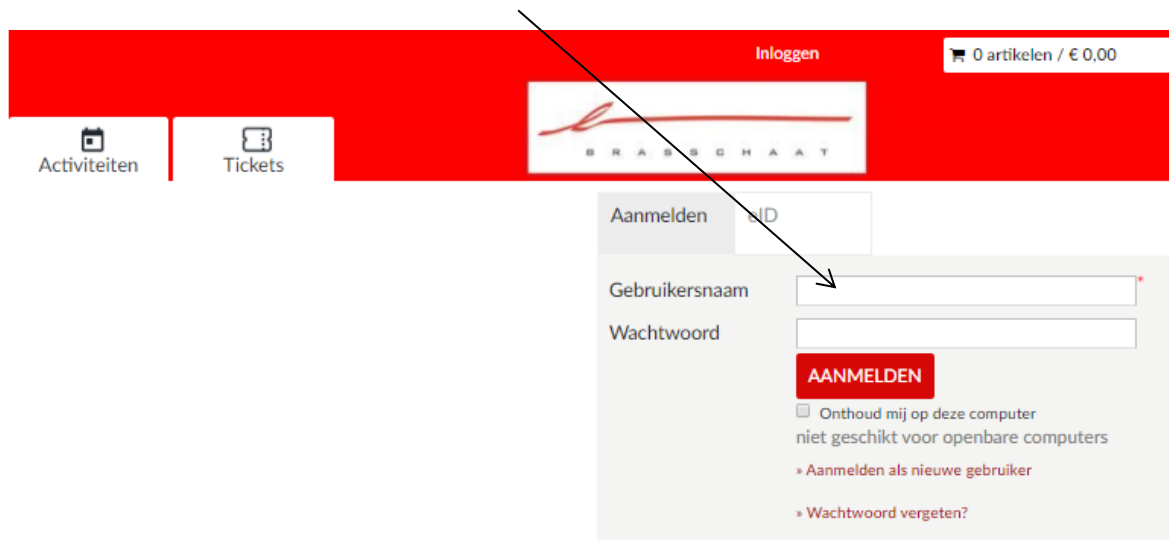 Inloggen
0 artikelen / € 0,00
Activiteiten
Tickets
BRASSCHAAT
Aanmelden
eID
Gebruikersnaam
*
Wachtwoord
AANMELDEN
Onthoud mij op deze computer
niet geschikt voor openbare computers
» Aanmelden als nieuwe gebruiker
» Wachtwoord vergeten?